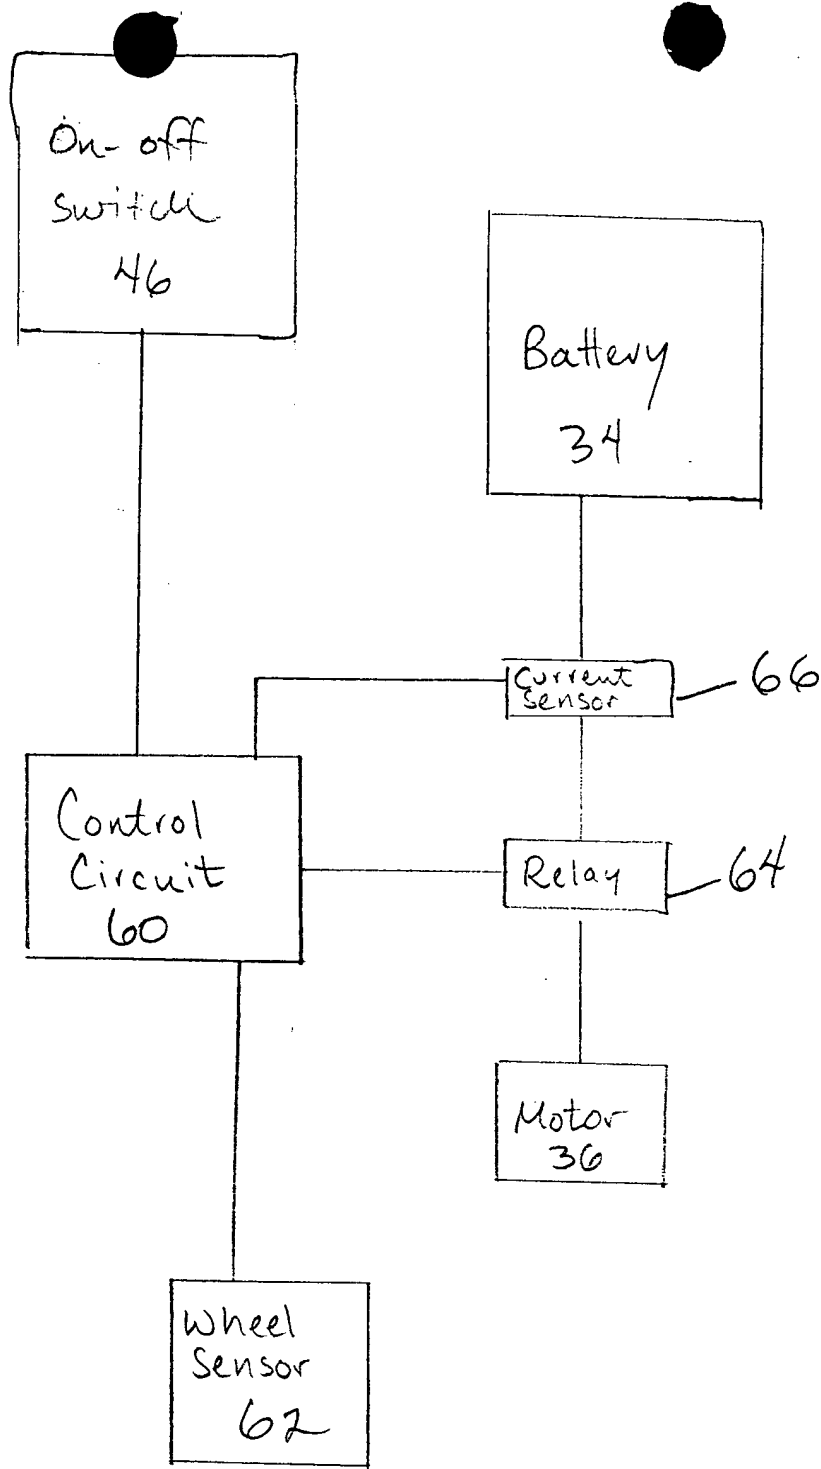 On-off
switch
46
Battery
34
Current
sensor
66
Control
Circuit
60
Relay
64
Motor
36
Wheel
Sensor
62